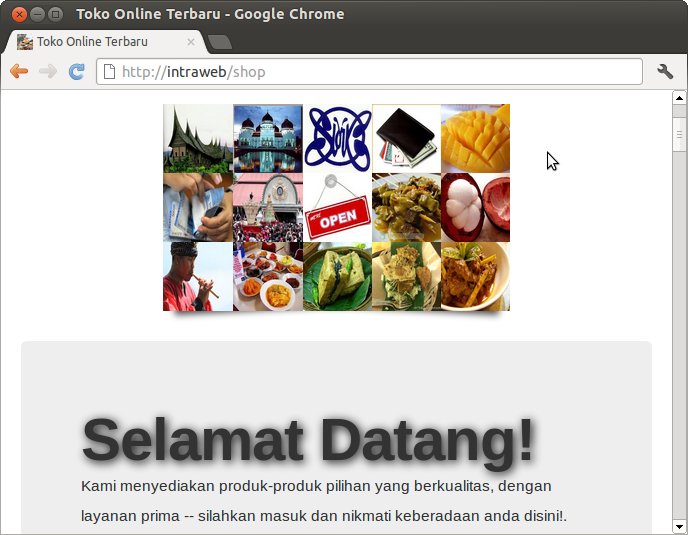 Toko Online Terbaru - Google Chrome
Toko Online Terbaru
http://intraweb/shop
Slank
WE'RE
OPEN
Selamat Datang!
Kami menyediakan produk-produk pilihan yang berkualitas, dengan
layanan prima -- silahkan masuk dan nikmati keberadaan anda disini!.